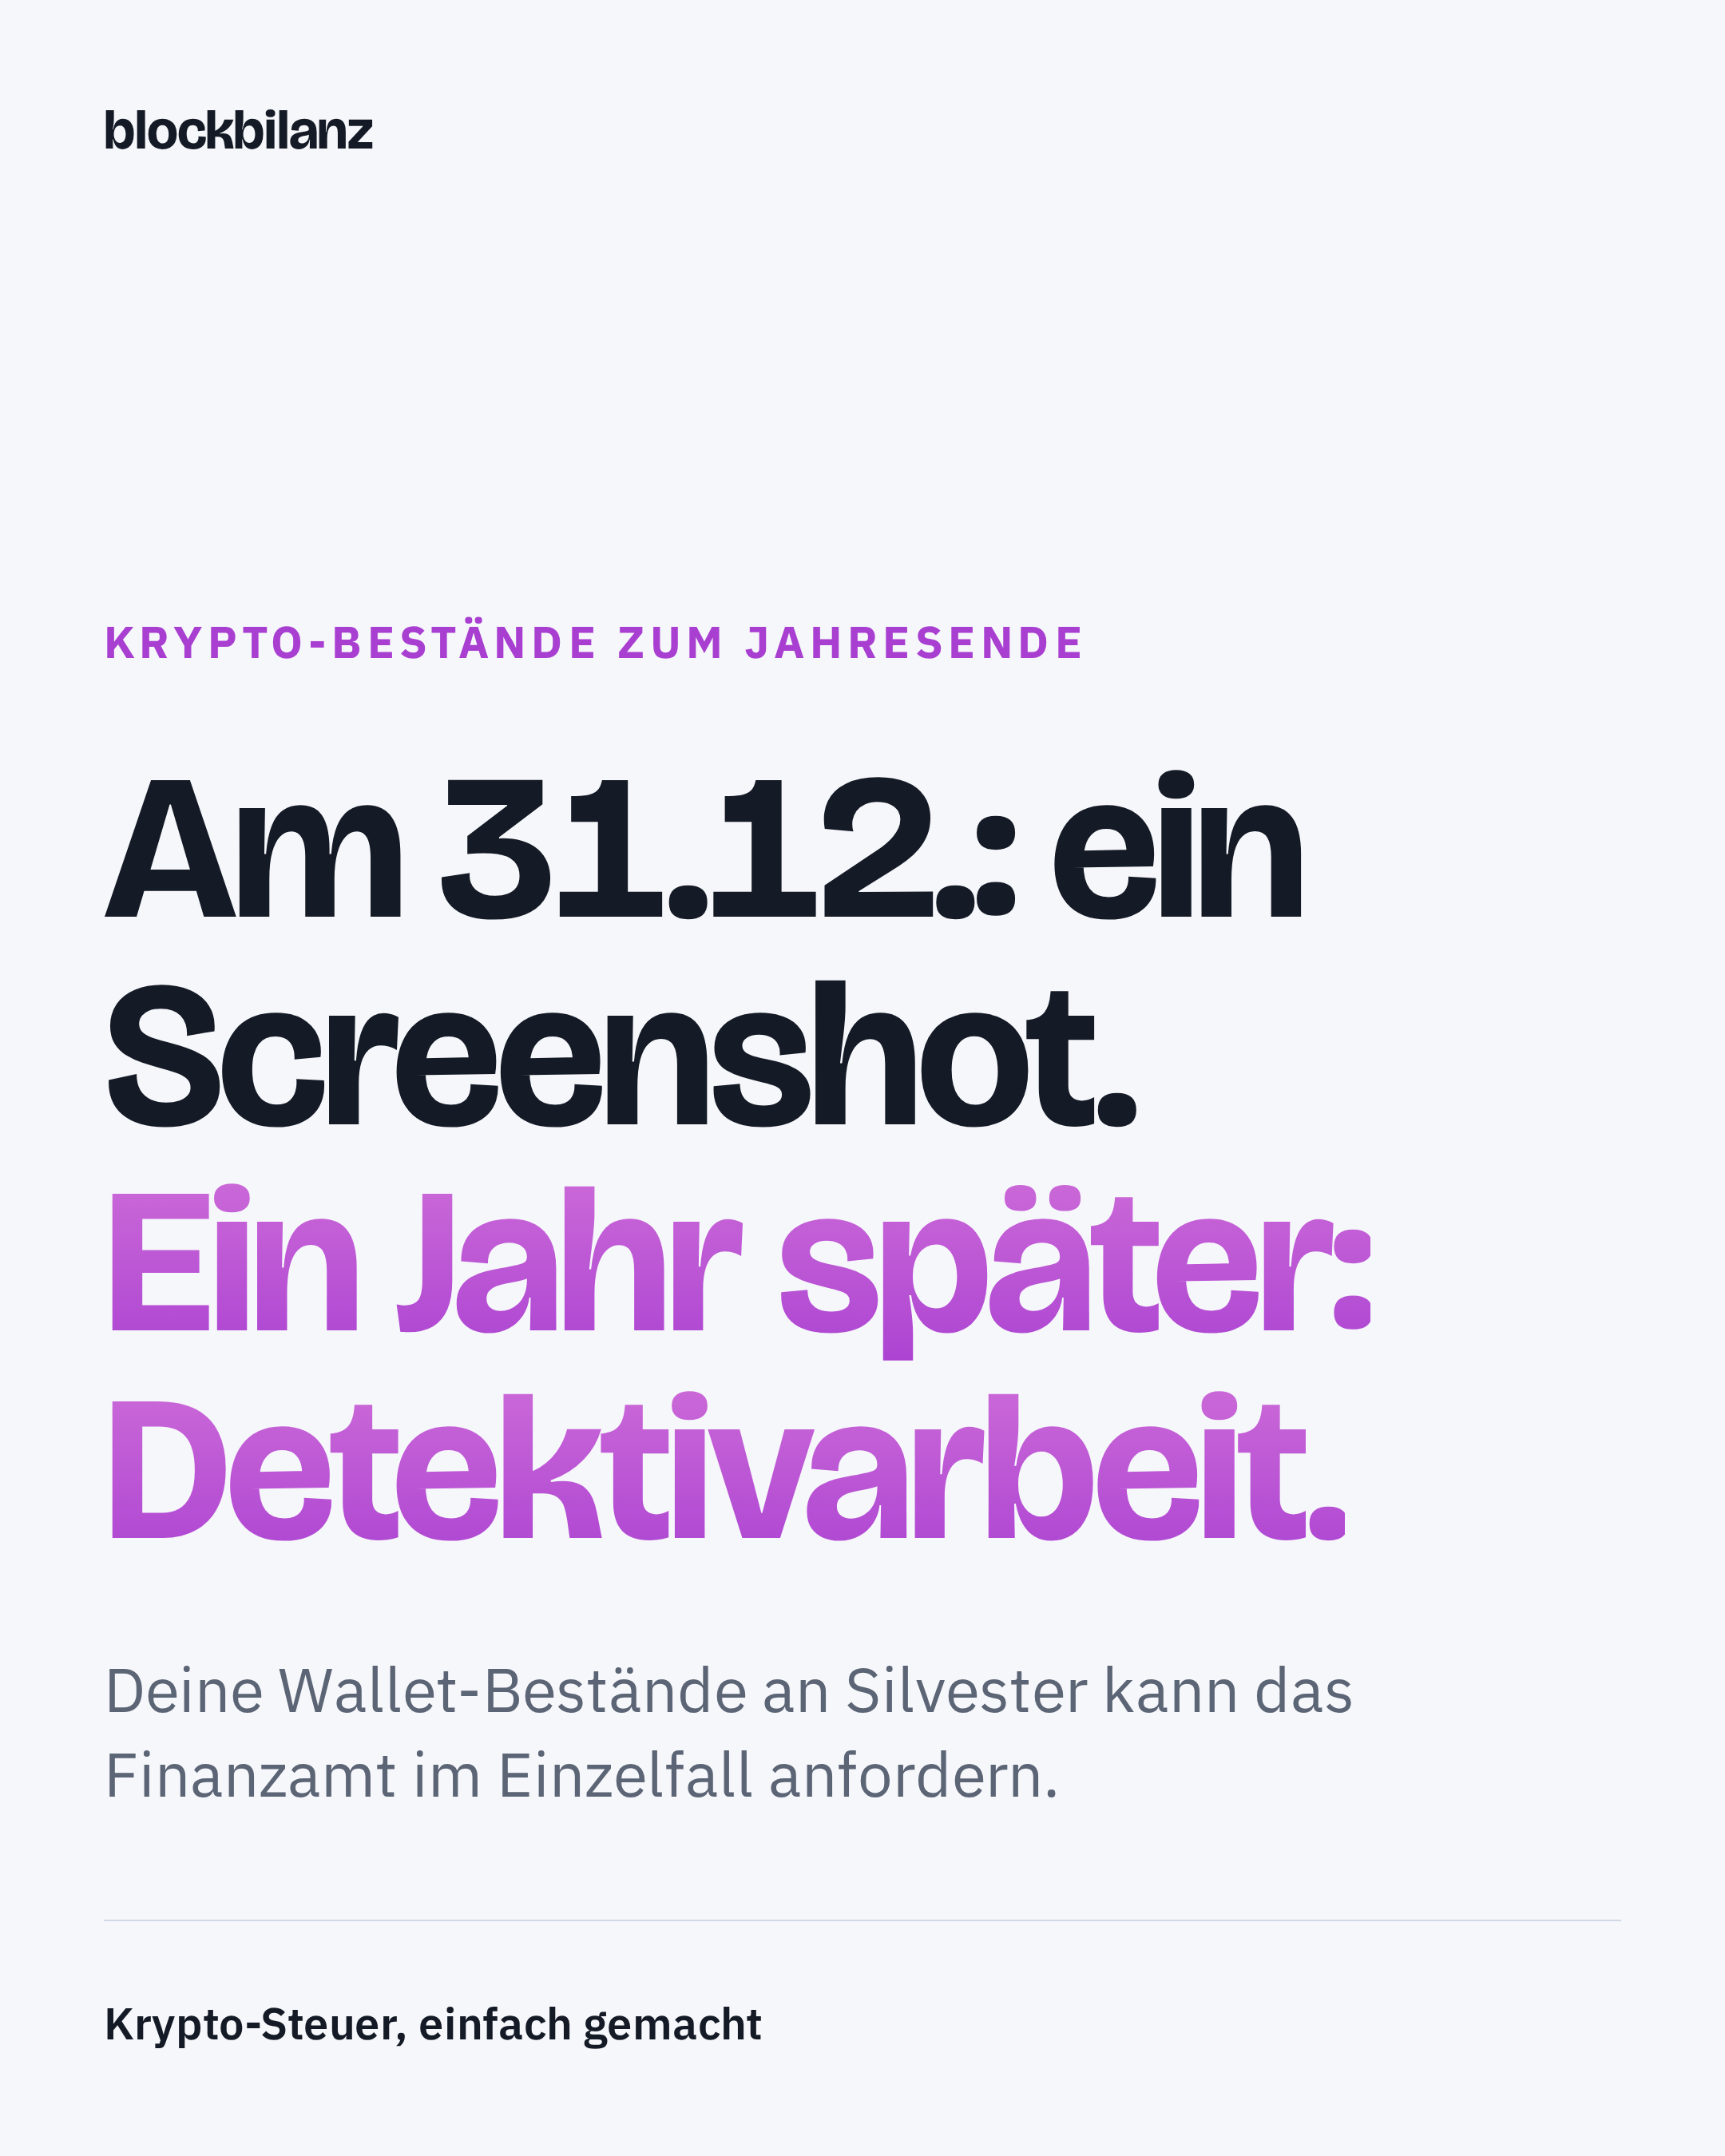 blockbilanz
KRYPTO-BESTÄNDE ZUM JAHRESENDE
Am 31.12.: ein
Screenshot.
Ein Jahr später:
Detektivarbeit.
Deine Wallet-Bestände an Silvester kann das
Finanzamt im Einzelfall anfordern.
Krypto-Steuer, einfach gemacht